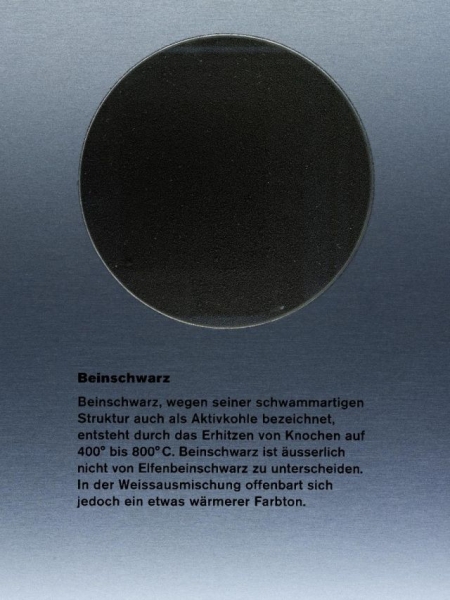 Beinschwarz
Beinschwarz, wegen seiner schwammartigen
Struktur auch als Aktivkohle bezeichnet,
entsteht durch das Erhitzen von Knochen auf
400° bis 800° C. Beinschwarz ist äusserlich
nicht von Elfenbeinschwarz zu unterscheiden.
In der Weissausmischung offenbart sich
jedoch ein etwas wärmerer Farbton.